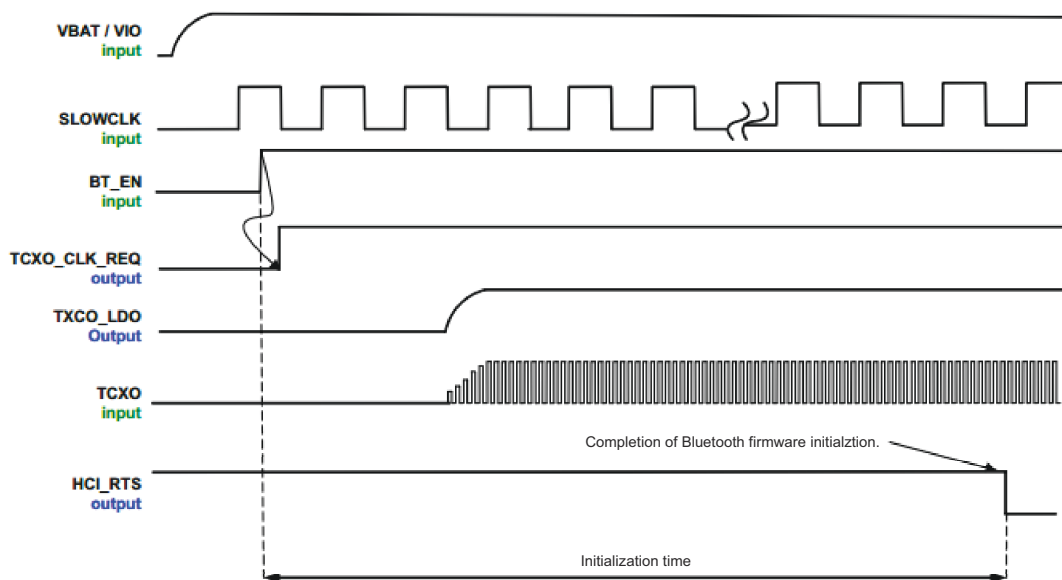 VBAT / VIO
input
SLOWCLK
input
BT_EN
input
TCXO_CLK_REQ
output
TXCO_LDO
Output
TCXO
input
Completion of Bluetooth firmware initialztion.
HCI_RTS
output
Initialization time